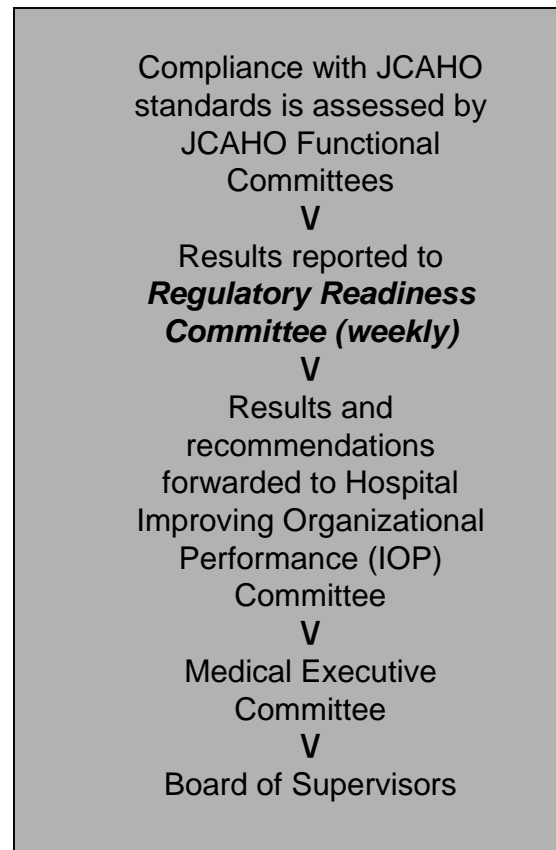 Compliance with JCAHO
standards is assessed by
JCAHO Functional
Committees
V
Results reported to
Regulatory Readiness
Committee (weekly)
V
Results and
recommendations
forwarded to Hospital
Improving Organizational
Performance (IOP)
Committee
V
Medical Executive
Committee
V
Board of Supervisors